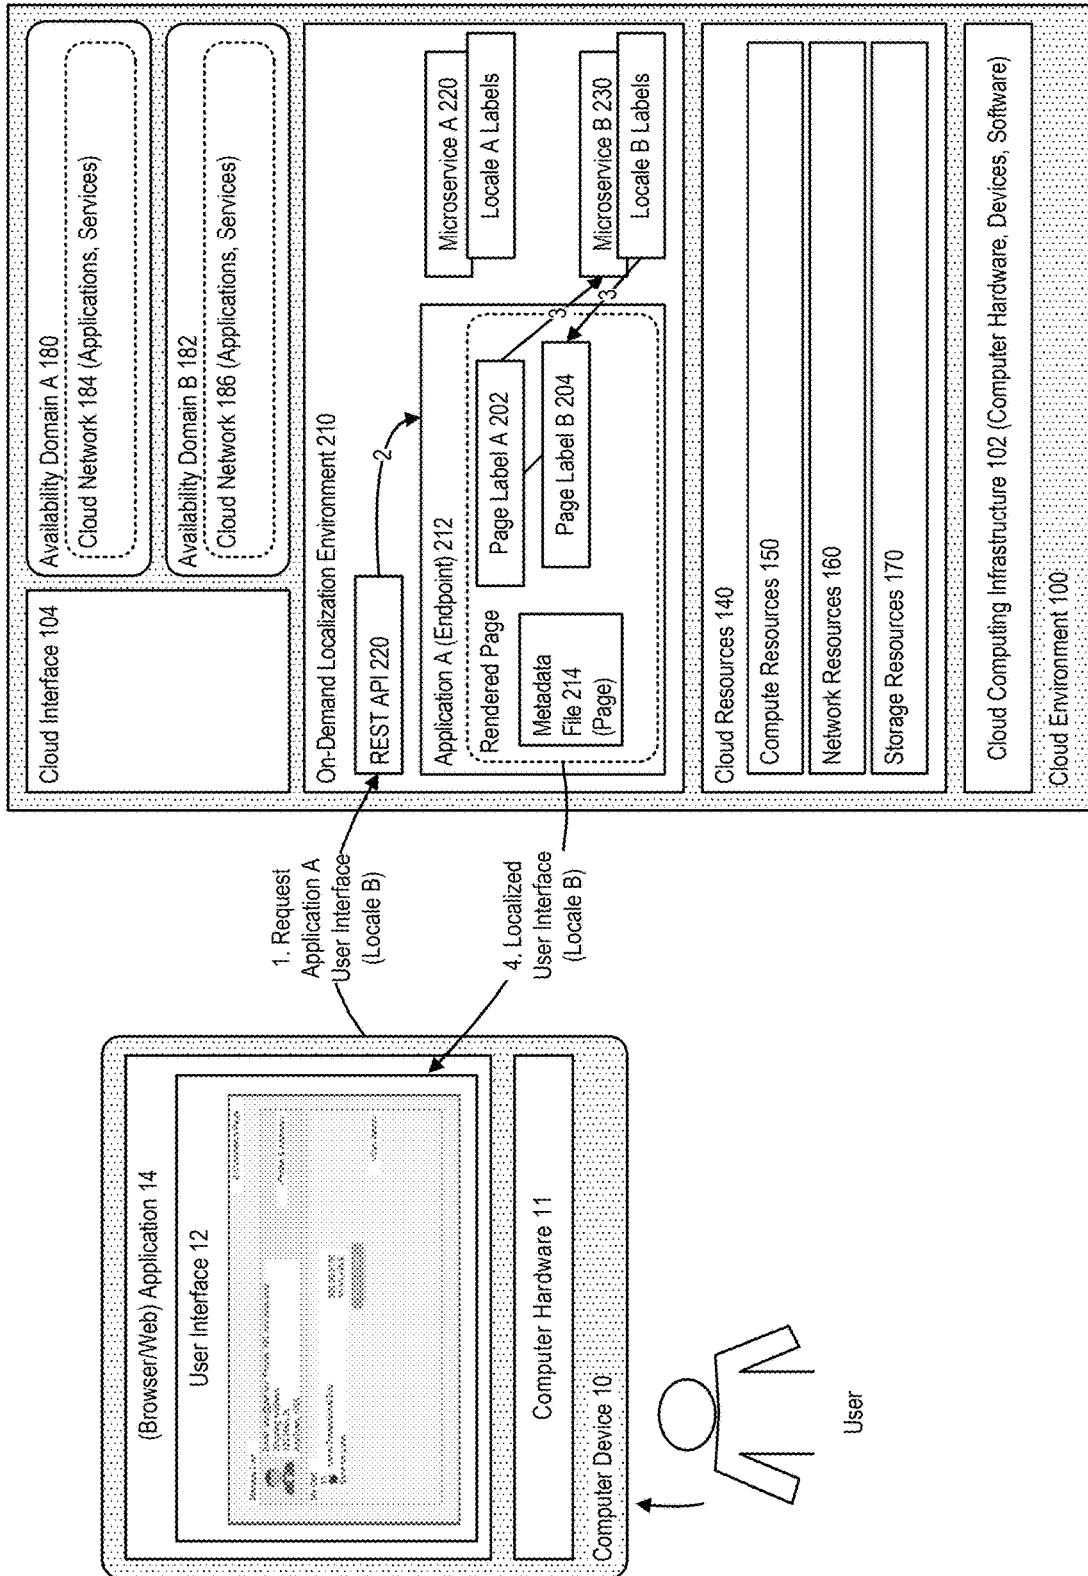 Cloud Interface 104
Availability Domain A 180
Cloud Network 184 (Applications, Services)
Availability Domain B 182
Cloud Network 186 (Applications, Services)
On-Demand Localization Environment 210
REST API 220
2
Application A (Endpoint) 212
Rendered Page
Metadata
File 214
(Page)
Page Label A 202
Page Label B 204
3
3
Microservice A 220
Locale A Labels
Microservice B 230
Locale B Labels
Cloud Resources 140
Compute Resources 150
Network Resources 160
Storage Resources 170
Cloud Computing Infrastructure 102 (Computer Hardware, Devices, Software)
Cloud Environment 100
1. Request
Application A
User Interface
(Locale B)
4. Localized
User Interface
(Locale B)
(Browser/Web) Application 14
User Interface 12
Computer Hardware 11
Computer Device 10
User